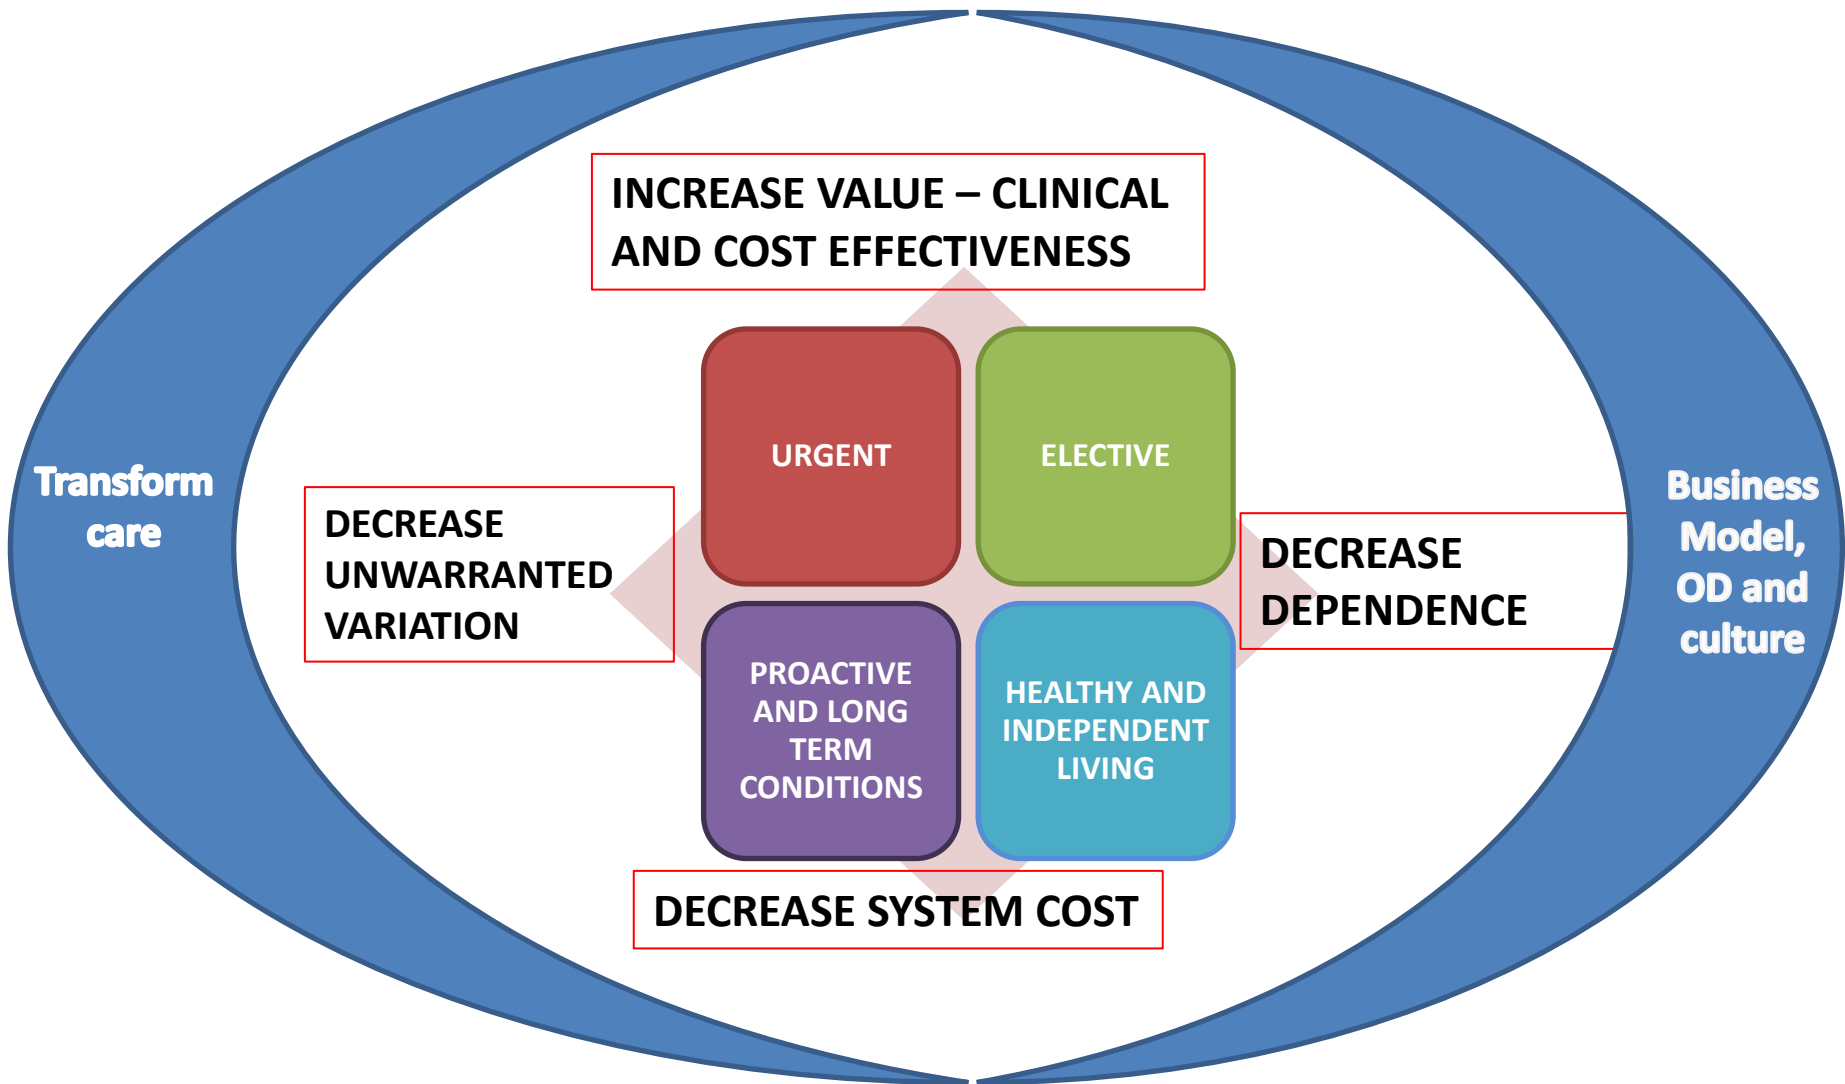 INCREASE VALUE – CLINICAL
AND COST EFFECTIVENESS
URGENT
ELECTIVE
Transform
care
DECREASE
UNWARRANTED
VARIATION
DECREASE
DEPENDENCE
Business
Model,
OD and
culture
PROACTIVE
AND LONG
TERM
CONDITIONS
HEALTHY AND
INDEPENDENT
LIVING
DECREASE SYSTEM COST